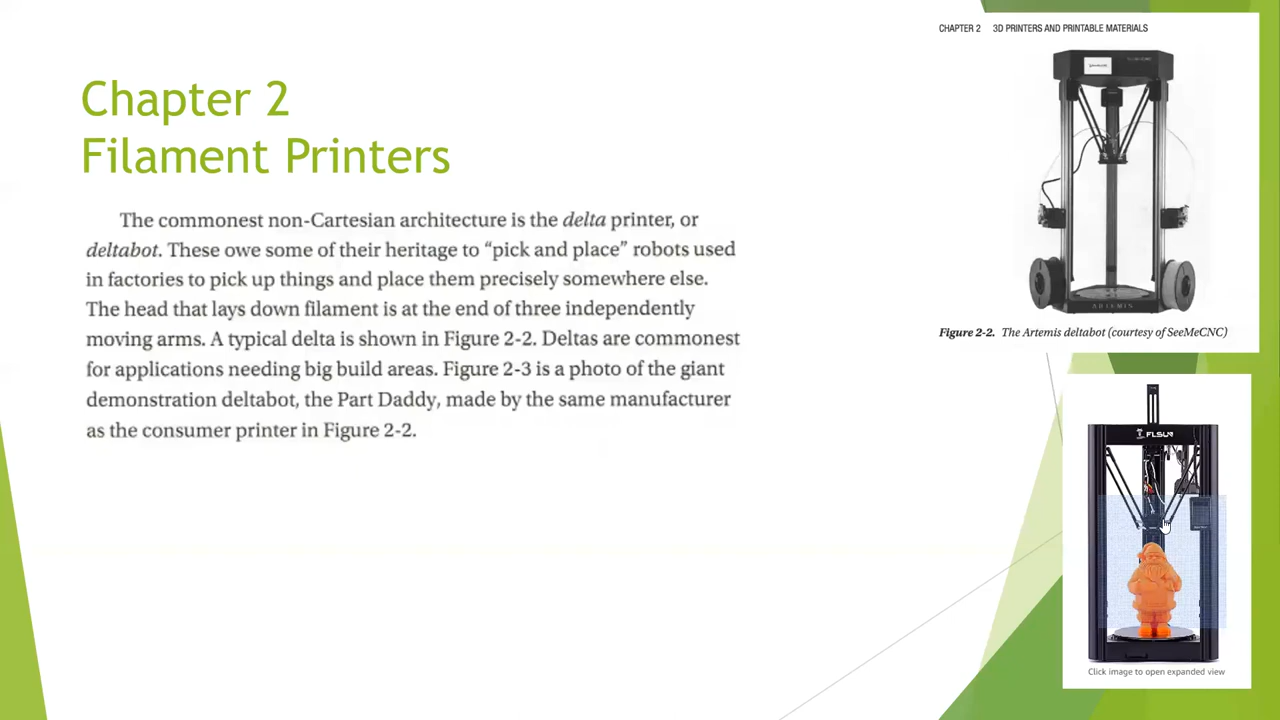 CHAPTER 2 3D PRINTERS AND PRINTABLE MATERIALS
Chapter 2
Filament Printers
The commonest non-Cartesian architecture is the delta printer, or
deltabot. These owe some of their heritage to “pick and place” robots used
in factories to pick up things and place them precisely somewhere else.
The head that lays down filament is at the end of three independently
moving arms. A typical delta is shown in Figure 2-2. Deltas are commonest
for applications needing big build areas. Figure 2-3 is a photo of the giant
demonstration deltabot, the Part Daddy, made by the same manufacturer
as the consumer printer in Figure 2-2.
ARTEMIS
Figure 2-2. The Artemis deltabot (courtesy of SeeMeCNC)
FLSUN
Click image to open expanded view